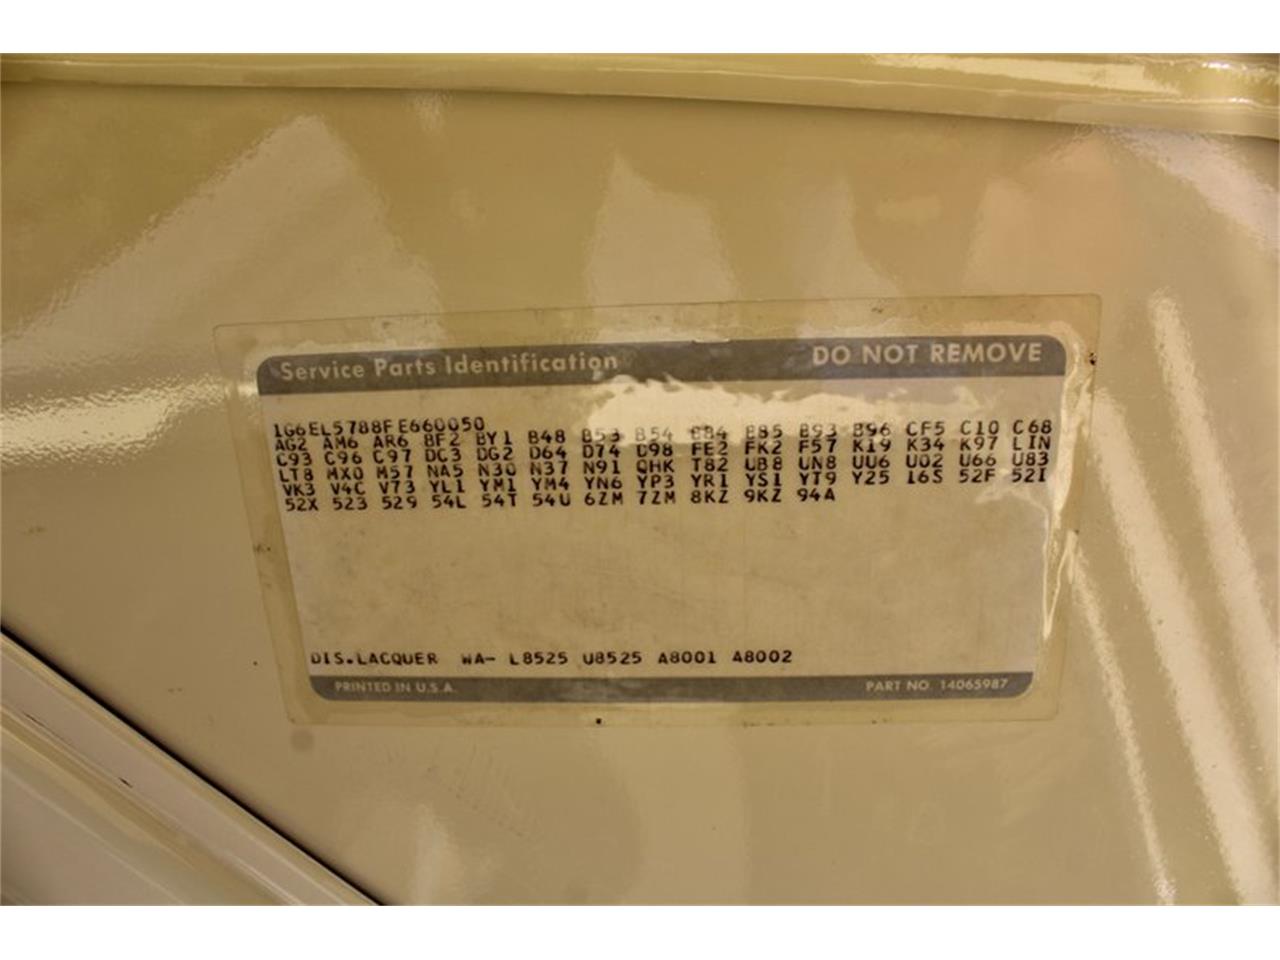 Service Parts Identification DO NOT REMOVE
1G6EL5788FE660050
AG2 AM6 AR6 BF2 BY1 B48 B53 B54 B84 B85 B93 B96 CF5 C10 C68
C93 C96 C97 DC3 DG2 D64 D74 D98 FE2 FK2 F57 K19 K34 K97 LIN
LT8 MX0 M57 NA5 N30 N37 N91 QHK T82 UB8 UN8 UU6 U02 U66 U83
VK3 V4C V73 YL1 YM1 YM4 YN6 YP3 YR1 YS1 YT9 Y25 16S 52F 52I
52X 523 529 54L 54T 54U 6ZM 7ZM 8KZ 9KZ 94A
DIS.LACQUER WA- L8525 U8525 A8001 A8002
PRINTED IN U.S.A. PART NO. 14065987